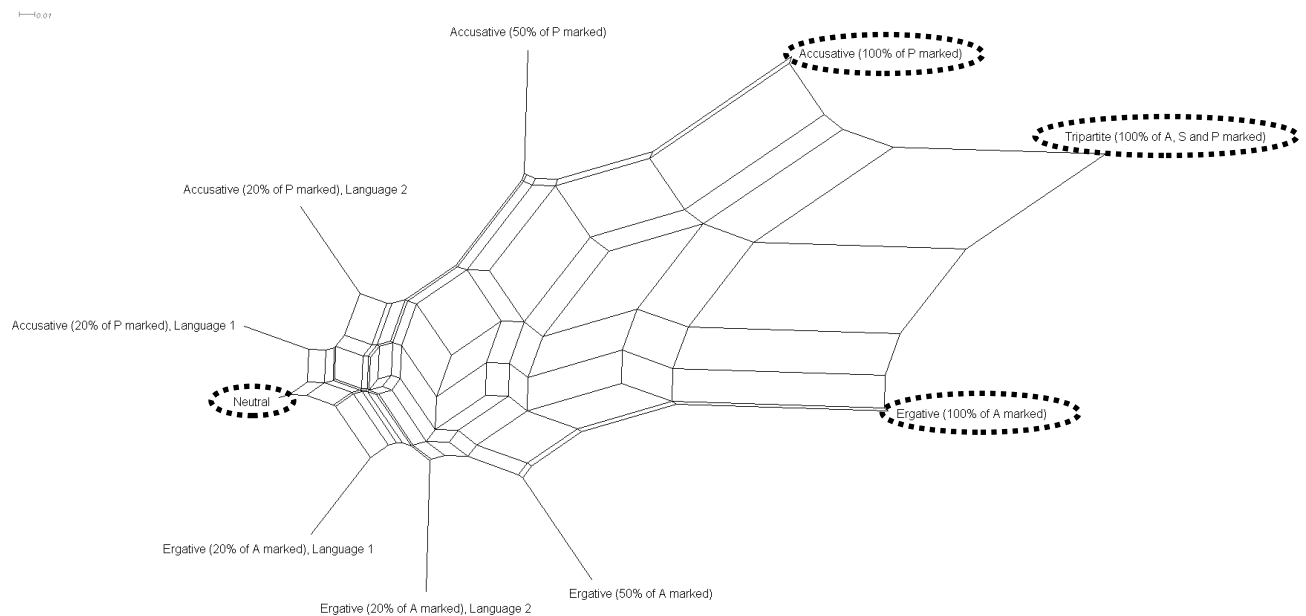 0.01
Accusative (50% of P marked)
Accusative (100% of P marked)
Tripartite (100% of A, S and P marked)
Accusative (20% of P marked), Language 2
Accusative (20% of P marked), Language 1
Neutral
Ergative (100% of A marked)
Ergative (20% of A marked), Language 1
Ergative (50% of A marked)
Ergative (20% of A marked), Language 2